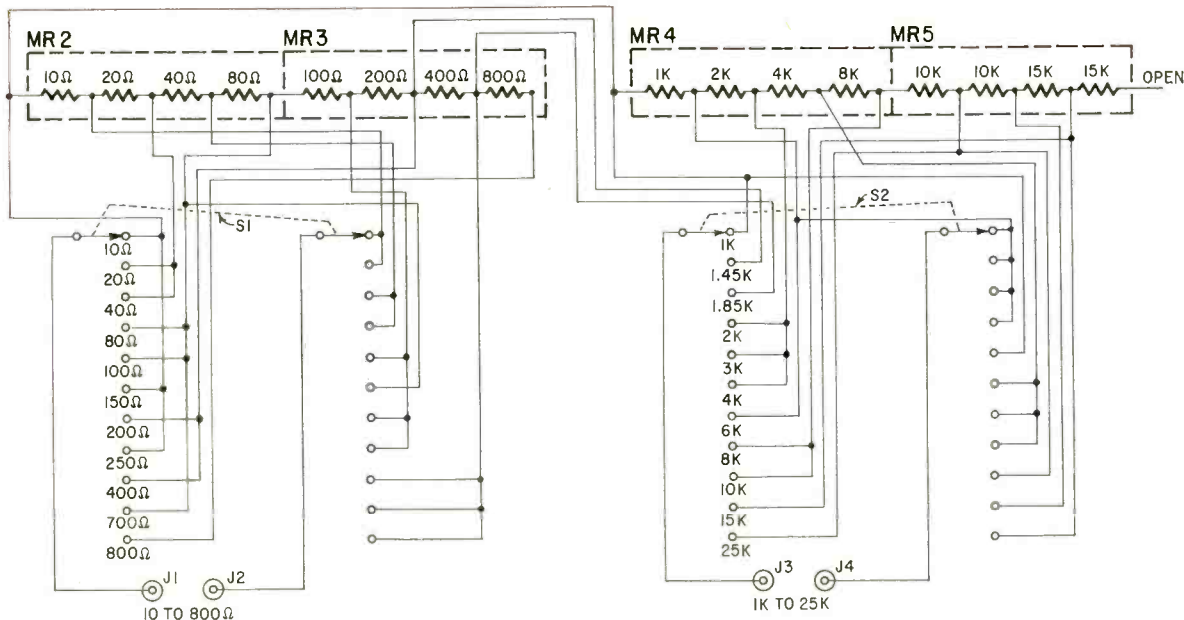 MR2 MR3 MR4 MR5
10Ω 20Ω 40Ω 80Ω 100Ω 200Ω 400Ω 800Ω 1K 2K 4K 8K 10K 10K 15K 15K OPEN
S1 S2
10Ω 1K
20Ω 1.45K
40Ω 1.85K
80Ω 2K
100Ω 3K
150Ω 4K
200Ω 6K
250Ω 8K
400Ω 10K
700Ω 15K
800Ω 25K
J1 J2 J3 J4
10 TO 800Ω 1K TO 25K